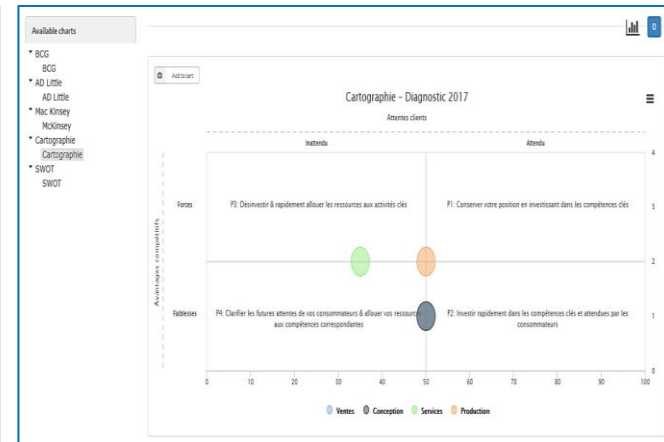 Available charts
BCG
BCG
AD Little
AD Little
Mac Kinsey
McKinsey
Cartographie
Cartographie
SWOT
SWOT
0
Add to cart
Cartographie - Diagnostic 2017
Attentes clients
Inattendu
Attendu
Avantages compétitifs
Forces
P3: Désinvestir & rapidement allouer les ressources aux activités clés
P1: Conserver votre position en investissant dans les compétences clés
Faiblesses
P4: Clarifier les futures attentes de vos consommateurs & allouer vos ressources
aux compétences correspondantes
P2: Investir rapidement dans les compétences clés et attendues par les
consommateurs
4
3
2
1
0
0 10 20 30 40 50 60 70 80 90 100
Ventes Conception Services Production